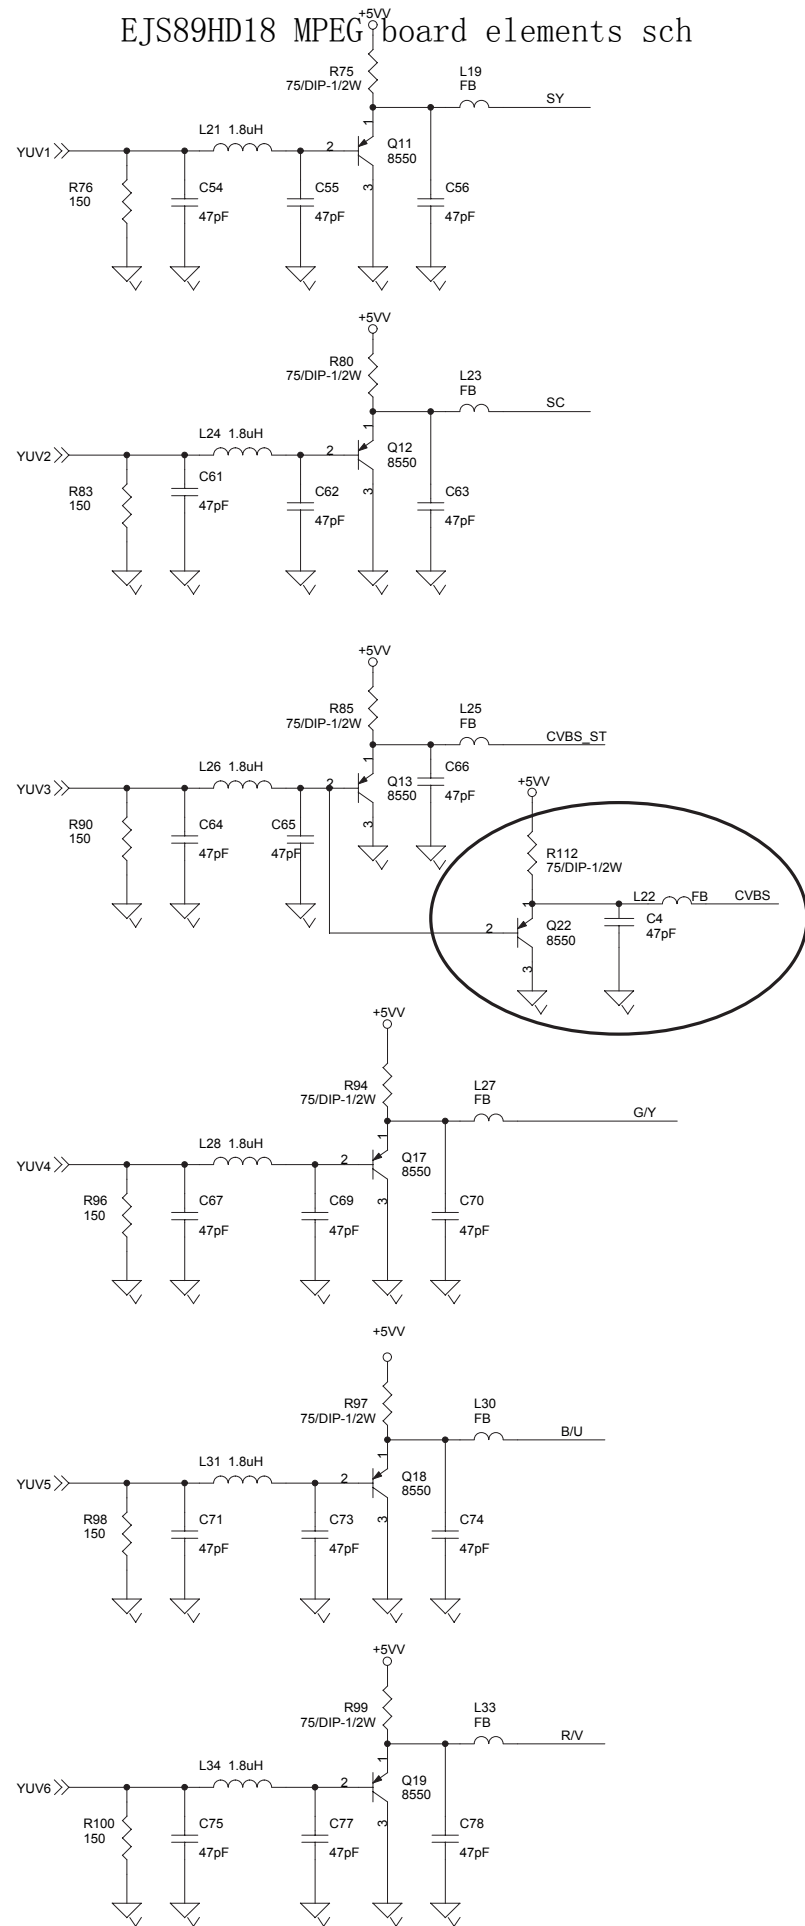 EJS89HD18 MPEG board elements sch
+5VV
R75
75/DIP-1/2W
L19
FB
SY
L21 1.8uH
1
2
3
Q11
8550
YUV1
R76
150
C54
47pF
C55
47pF
C56
47pF
+5VV
R80
75/DIP-1/2W
L23
FB
SC
L24 1.8uH
1
2
3
Q12
8550
YUV2
R83
150
C61
47pF
C62
47pF
C63
47pF
+5VV
R85
75/DIP-1/2W
L25
FB
CVBS_ST
L26 1.8uH
1
2
3
Q13
8550
C66
47pF
YUV3
R90
150
C64
47pF
C65
47pF
+5VV
R112
75/DIP-1/2W
L22 FB CVBS
1
2
3
Q22
8550
C4
47pF
+5VV
R94
75/DIP-1/2W
L27
FB
G/Y
L28 1.8uH
1
2
3
Q17
8550
YUV4
R96
150
C67
47pF
C69
47pF
C70
47pF
+5VV
R97
75/DIP-1/2W
L30
FB
B/U
L31 1.8uH
1
2
3
Q18
8550
YUV5
R98
150
C71
47pF
C73
47pF
C74
47pF
+5VV
R99
75/DIP-1/2W
L33
FB
R/V
L34 1.8uH
1
2
3
Q19
8550
YUV6
R100
150
C75
47pF
C77
47pF
C78
47pF